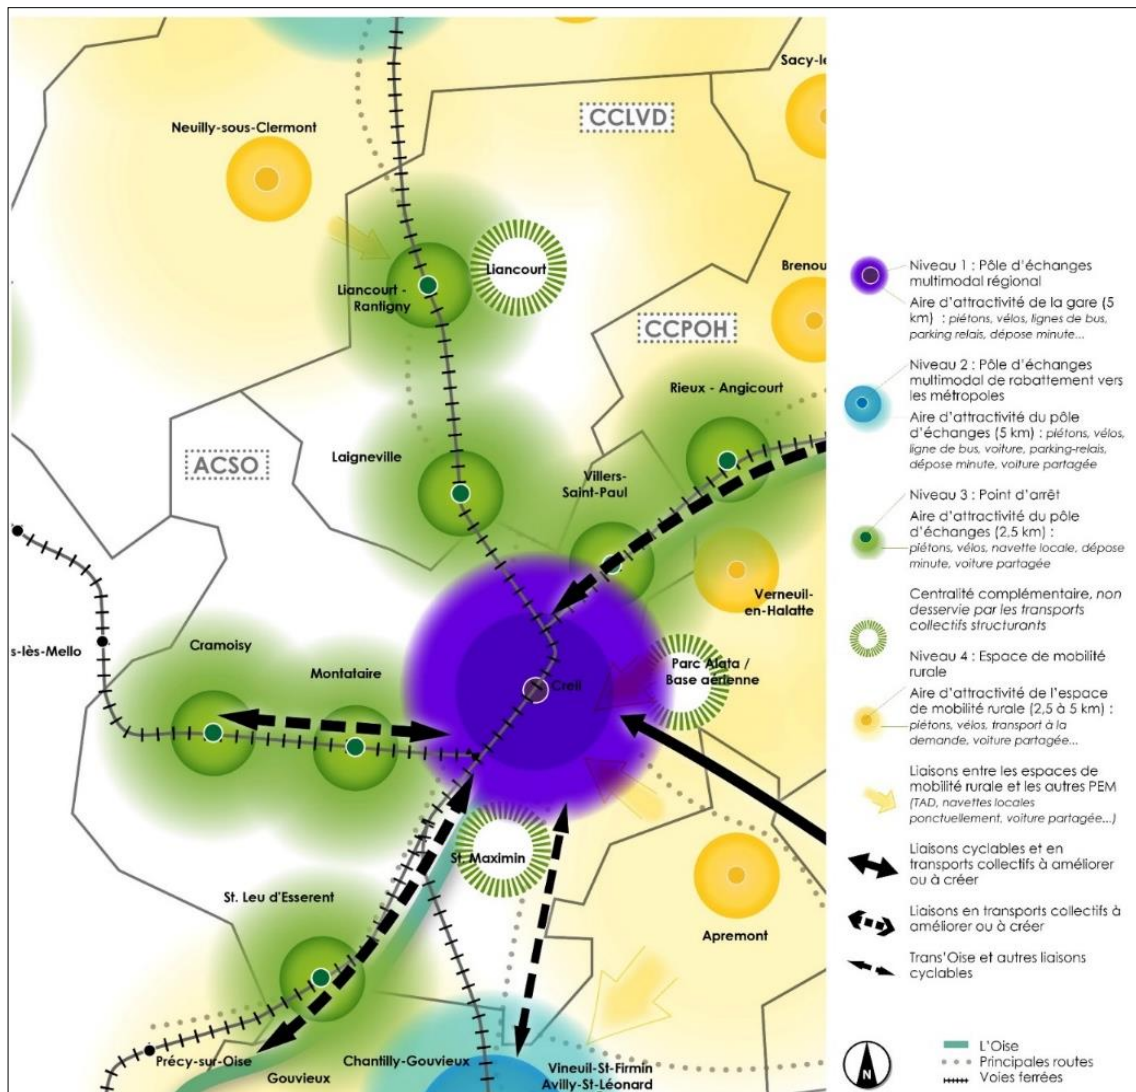 Sacy-le
CCLVD
Neuilly-sous-Clermont
Liancourt
Liancourt -
Rantigny
Brenou
CCPOH
Rieux - Angicourt
Laigneville
ACSO
Villers-
Saint-Paul
Verneuil-
en-Halatte
s-lès-Mello
Cramoisy
Montataire
Parc Alata /
Base aérienne
Creil
St. Maximin
St. Leu d'Esserent
Apremont
Précy-sur-Oise
Gouvieux
Chantilly-Gouvieux
Vineuil-St-Firmin
Avilly-St-Léonard
Niveau 1 : Pôle d'échanges
multimodal régional
Aire d'attractivité de la gare (5
km) : piétons, vélos, lignes de bus,
parking relais, dépose minute...
Niveau 2 : Pôle d'échanges
multimodal de rabattement vers
les métropoles
Aire d'attractivité du pôle
d'échanges (5 km) : piétons, vélos,
ligne de bus, voiture, parking-relais,
dépose minute, voiture partagée
Niveau 3 : Point d'arrêt
Aire d'attractivité du pôle
d'échanges (2,5 km) :
piétons, vélos, navette locale, dépose
minute, voiture partagée
Centralité complémentaire, non
desservie par les transports
collectifs structurants
Niveau 4 : Espace de mobilité
rurale
Aire d'attractivité de l'espace
de mobilité rurale (2,5 à 5 km) :
piétons, vélos, transport à la
demande, voiture partagée...
Liaisons entre les espaces de
mobilité rurale et les autres PEM
(TAD, navettes locales
ponctuellement, voiture partagée...)
Liaisons cyclables et en
transports collectifs à améliorer
ou à créer
Liaisons en transports collectifs à
améliorer ou à créer
Trans'Oise et autres liaisons
cyclables
N
L'Oise
Principales routes
Voies ferrées